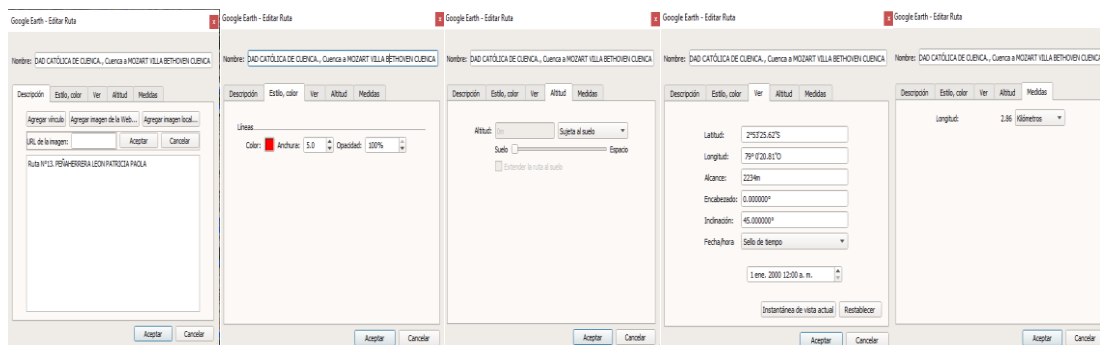 Google Earth - Editar Ruta
x
Nombre: DAD CATÓLICA DE CUENCA., Cuenca a MOZART VILLA BETHOVEN CUENCA
Descripción Estilo, color Ver Altitud Medidas
Agregar vínculo Agregar imagen de la Web... Agregar imagen local...
URL de la imagen: Aceptar Cancelar
Ruta N°13. PEÑAHERRERA LEON PATRICIA PAOLA
Aceptar Cancelar
Google Earth - Editar Ruta
x
Nombre: DAD CATÓLICA DE CUENCA., Cuenca a MOZART VILLA BETHOVEN CUENCA
Descripción Estilo, color Ver Altitud Medidas
Líneas
Color: Anchura: 5.0 Opacidad: 100%
Aceptar Cancelar
Google Earth - Editar Ruta
x
Nombre: DAD CATÓLICA DE CUENCA., Cuenca a MOZART VILLA BETHOVEN CUENCA
Descripción Estilo, color Ver Altitud Medidas
Altitud: 0m Sujeta al suelo
Suelo Espacio
Extender la ruta al suelo
Aceptar Cancelar
Google Earth - Editar Ruta
x
Nombre: DAD CATÓLICA DE CUENCA., Cuenca a MOZART VILLA BETHOVEN CUENCA
Descripción Estilo, color Ver Altitud Medidas
Latitud: 2°53'25.62"S
Longitud: 79° 0'20.81"O
Alcance: 2234m
Encabezado: 0.000000°
Inclinación: 45.000000°
Fecha/hora Sello de tiempo
1 ene. 2000 12:00 a. m.
Instantánea de vista actual Restablecer
Aceptar Cancelar
Google Earth - Editar Ruta
Nombre: DAD CATÓLICA DE CUENCA., Cuenca a MOZART VILLA BETHOVEN CUENCA
Descripción Estilo, color Ver Altitud Medidas
Longitud: 2.86 Kilómetros
Aceptar Cancelar